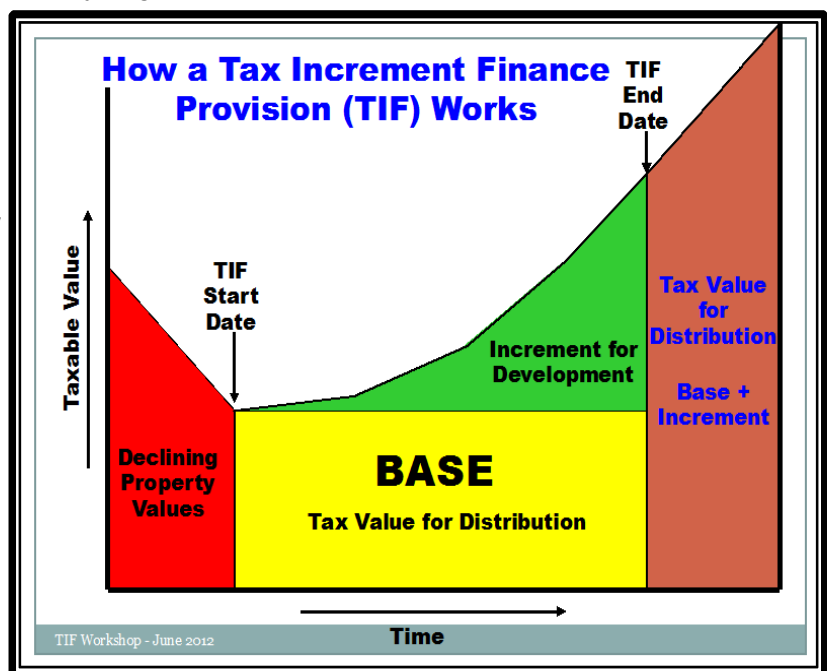 How a Tax Increment Finance
Provision (TIF) Works
TIF
End
Date
TIF
Start
Date
Taxable Value
Tax Value
for
Distribution
Base +
Increment
Increment for
Development
Declining
Property
Values
BASE
Tax Value for Distribution
Time
TIF Workshop - June 2012